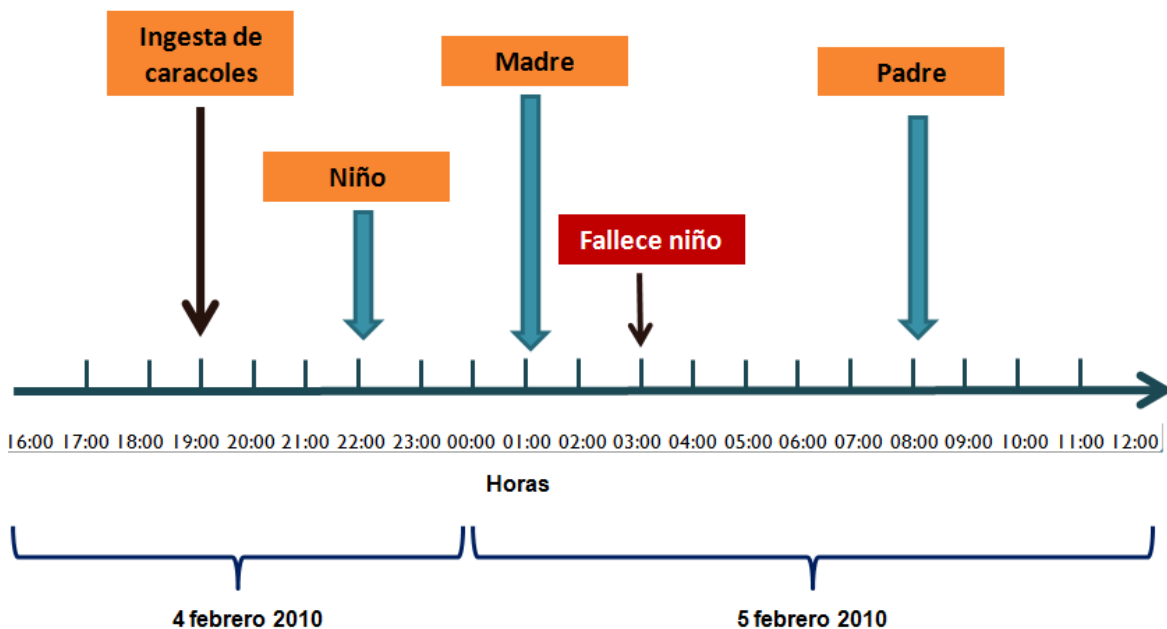 Ingesta de
caracoles
Madre
Padre
Niño
Fallece niño
16:00 17:00 18:00 19:00 20:00 21:00 22:00 23:00 00:00 01:00 02:00 03:00 04:00 05:00 06:00 07:00 08:00 09:00 10:00 11:00 12:00
Horas
4 febrero 2010
5 febrero 2010